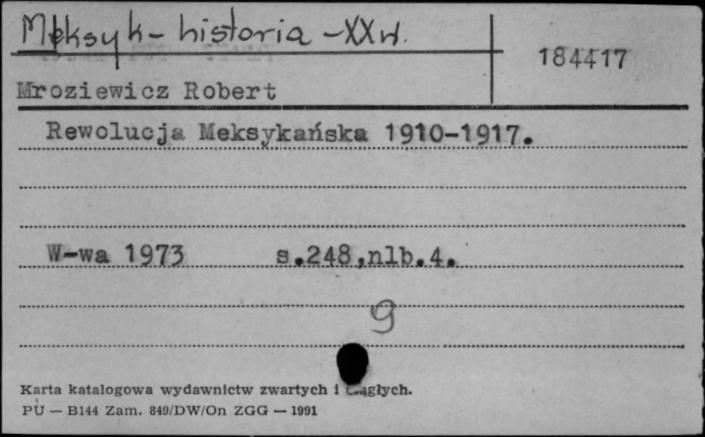 Meksyk - historia - XX w.
184417
Mroziewicz Robert
Rewolucja Meksykańska 1910-1917.
W-wa 1973 s.248,nlb.4.
9
Karta katalogowa wydawnictw zwartych i
PU — B144 Zam. 849/DW/On ZGG — 1991